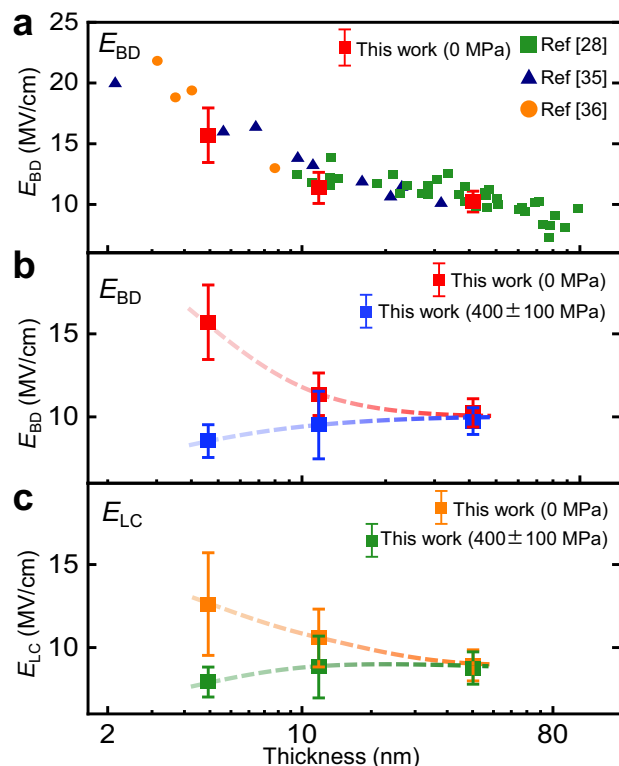 a
E_BD
This work (0 MPa)
Ref [28]
Ref [35]
Ref [36]
25
20
15
10
E_BD (MV/cm)
b
E_BD
This work (0 MPa)
This work (400±100 MPa)
15
10
E_BD (MV/cm)
c
E_LC
This work (0 MPa)
This work (400±100 MPa)
15
10
E_LC (MV/cm)
2
10
80
Thickness (nm)